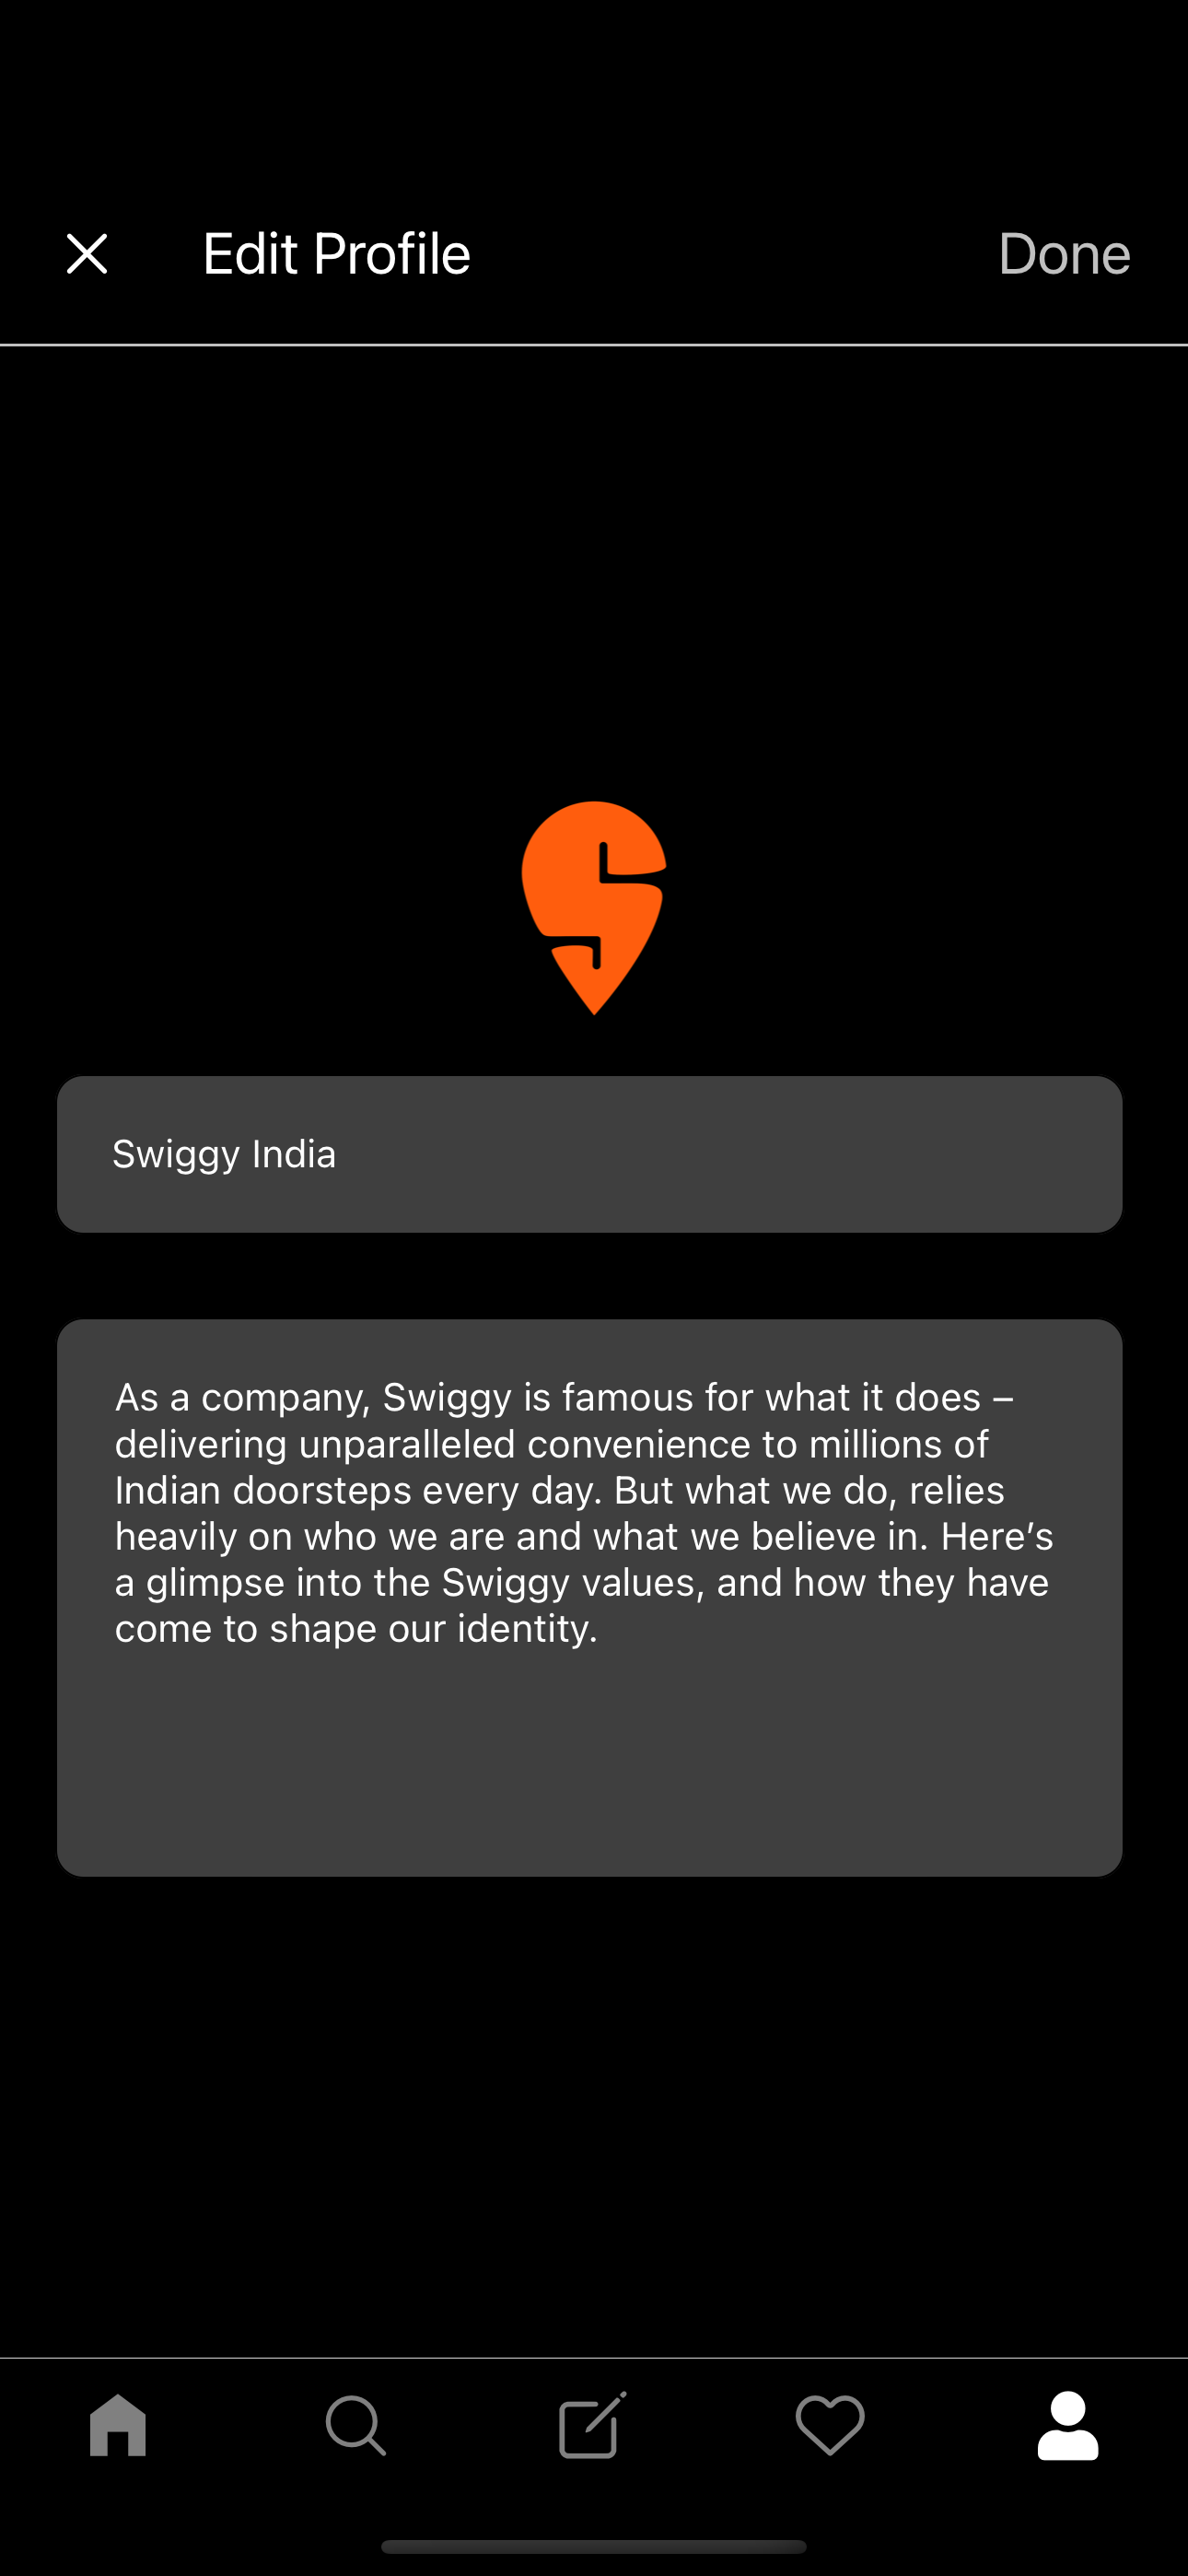 Edit Profile
Done
Swiggy India
As a company, Swiggy is famous for what it does –
delivering unparalleled convenience to millions of
Indian doorsteps every day. But what we do, relies
heavily on who we are and what we believe in. Here’s
a glimpse into the Swiggy values, and how they have
come to shape our identity.